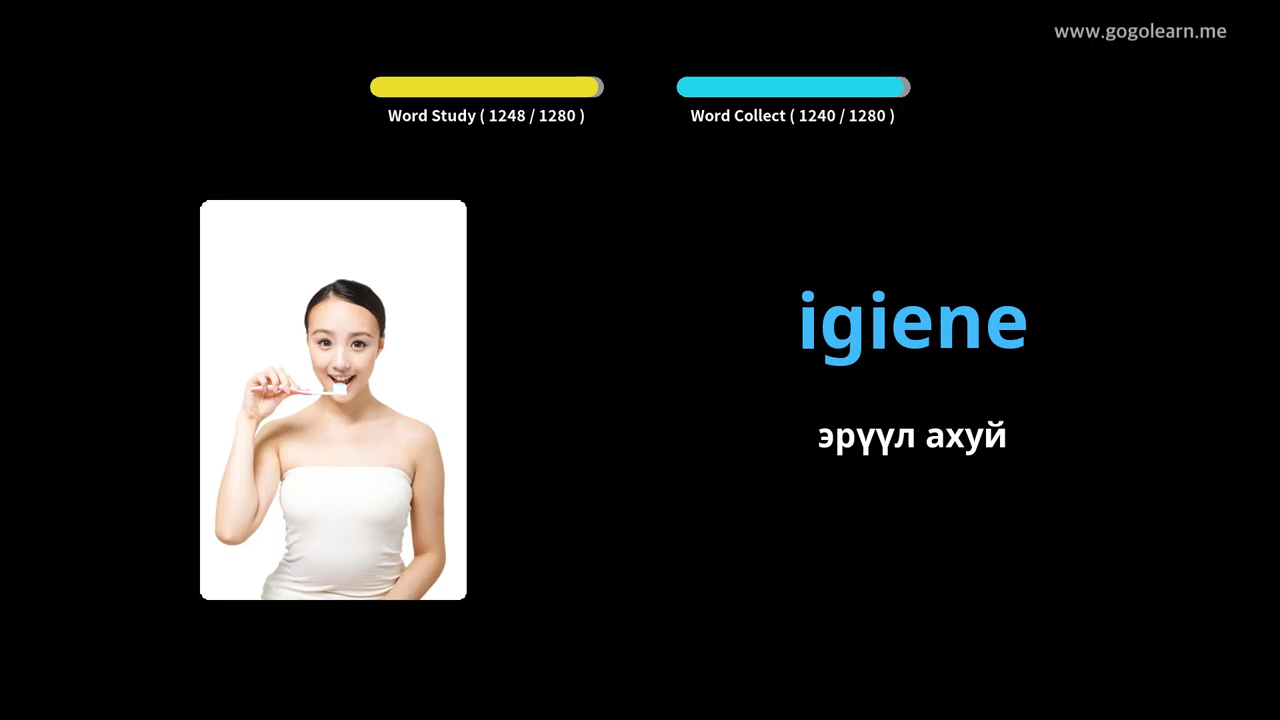 www.gogolearn.me
Word Study ( 1248 / 1280 )
Word Collect ( 1240 / 1280 )
igiene
эрүүл ахуй